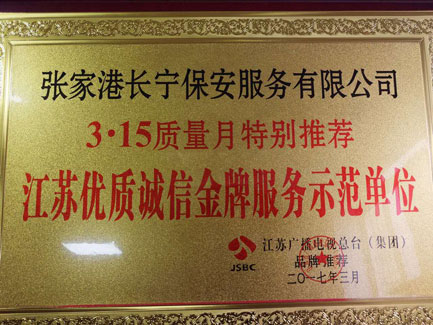 张家港长宁保安服务有限公司
3·15质量月特别推荐
江苏优质诚信金牌服务示范单位
JSBC
江苏广播电视总台（集团）
品牌推荐
二〇一七年三月